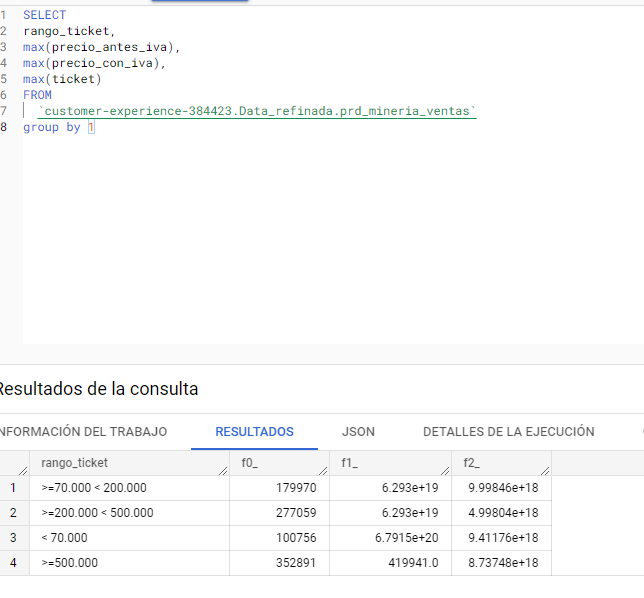 1 SELECT
2 rango_ticket,
3 max(precio_antes_iva),
4 max(precio_con_iva),
5 max(ticket)
6 FROM
7 `customer-experience-384423.Data_refinada.prd_mineria_ventas`
8 group by 1
Resultados de la consulta
NFORMACIÓN DEL TRABAJO RESULTADOS JSON DETALLES DE LA EJECUCIÓN
rango_ticket f0_ f1_ f2_
1 >=70.000 < 200.000 179970 6.293e+19 9.99846e+18
2 >=200.000 < 500.000 277059 6.293e+19 4.99804e+18
3 < 70.000 100756 6.7915e+20 9.41176e+18
4 >=500.000 352891 419941.0 8.73748e+18